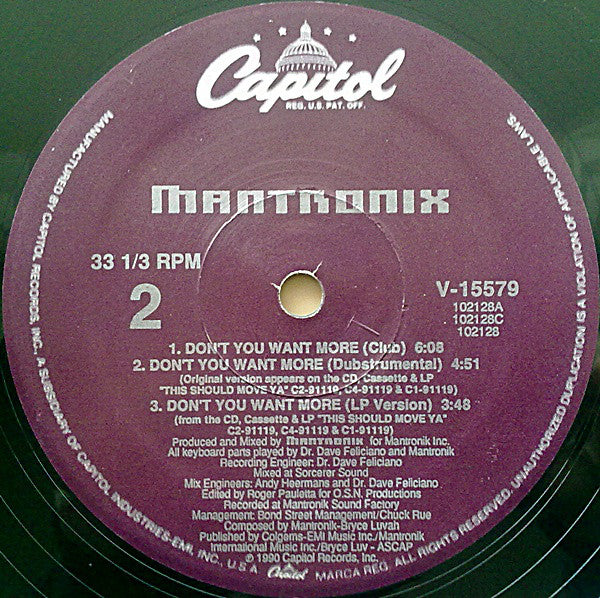 Capitol
REG. U.S. PAT. OFF.
MANTRONIX
33 1/3 RPM
2
V-15579
102128A
102128C
102128
1. DON'T YOU WANT MORE (Club) 6:08
2. DON'T YOU WANT MORE (Dubstrumental) 4:51
(Original version appears on the CD, Cassette & LP
"THIS SHOULD MOVE YA" C2-91119, C4-91119 & C1-91119)
3. DON'T YOU WANT MORE (LP Version) 3:48
(from the CD, Cassette & LP "THIS SHOULD MOVE YA"
C2-91119, C4-91119 & C1-91119)
Produced and Mixed by MANTRONIX for Mantronik Inc.
All keyboard parts played by Dr. Dave Feliciano and Mantronik
Recording Engineer: Dr. Dave Feliciano
Mixed at Sorcerer Sound
Mix Engineers: Andy Heermans and Dr. Dave Feliciano
Edited by Roger Pauletta for O.S.N. Productions
Recorded at Mantronik Sound Factory
Management: Bond Street Management/Chuck Rue
Composed by Mantronik-Bryce Luvah
Published by Colgems-EMI Music Inc./Mantronik
International Music Inc./Bryce Luv - ASCAP
℗ 1990 Capitol Records, Inc.
MANUFACTURED BY CAPITOL RECORDS, INC., A SUBSIDIARY OF CAPITOL INDUSTRIES-EMI, INC., U.S.A. Capitol MARCA REG. ALL RIGHTS RESERVED. UNAUTHORIZED DUPLICATION IS A VIOLATION OF APPLICABLE LAWS.